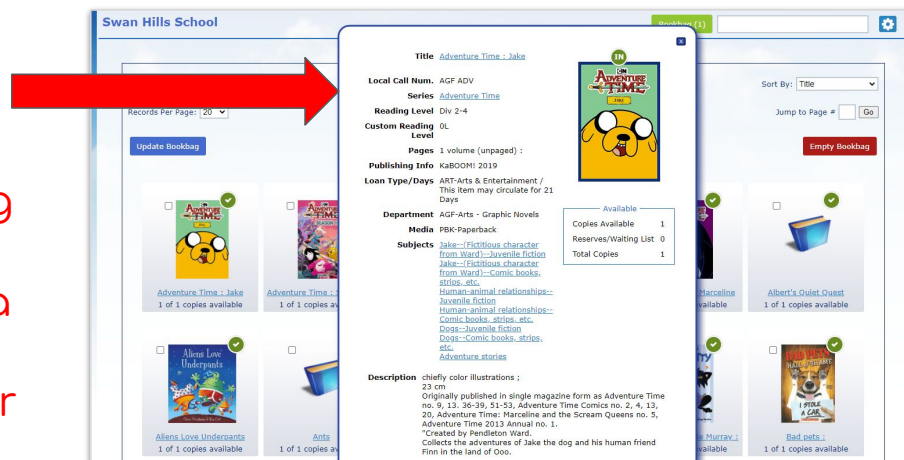 Swan Hills School
Bookbag (1)
Sort By: Title
Records Per Page: 20
Jump to Page # Go
Update Bookbag
Empty Bookbag
g
a
r
Title Adventure Time : Jake
Local Call Num. AGF ADV
Series Adventure Time
Reading Level Div 2-4
Custom Reading Level 0L
Pages 1 volume (unpaged) :
Publishing Info KaBOOM! 2019
Loan Type/Days ART-Arts & Entertainment /
This item may circulate for 21
Days
Department AGF-Arts - Graphic Novels
Media PBK-Paperback
Subjects Jake--(Fictitious character
from Ward)--Juvenile fiction
Jake--(Fictitious character
from Ward)--Comic books,
strips, etc.
Human-animal relationships--
Juvenile fiction
Human-animal relationships--
Comic books, strips, etc.
Dogs--Juvenile fiction
Dogs--Comic books, strips,
etc.
Adventure stories
Description chiefly color illustrations ;
23 cm
Originally published in single magazine form as Adventure Time
no. 9, 13. 36-39, 51-53, Adventure Time Comics no. 2, 4, 13,
20, Adventure Time: Marceline and the Scream Queens no. 5,
Adventure Time 2013 Annual no. 1.
"Created by Pendleton Ward.
Collects the adventures of Jake the dog and his human friend
Finn in the land of Ooo.
IN
CN
ADVENTURE
TIME
JAKE
Available
Copies Available 1
Reserves/Waiting List 0
Total Copies 1
ADVENTURE
TIME
Adventure Time : Jake
1 of 1 copies available
Adventure Time :
1 of 1 copies av
Marceline
vailable
Albert's Quiet Quest
1 of 1 copies available
Aliens Love
Underpants
Aliens Love Underpants
1 of 1 copies available
Ants
1 of 1 copies av
Murray :
vailable
BAD PETS
HALL OF SHAME
I STOLE
A CAR
Bad pets :
1 of 1 copies available